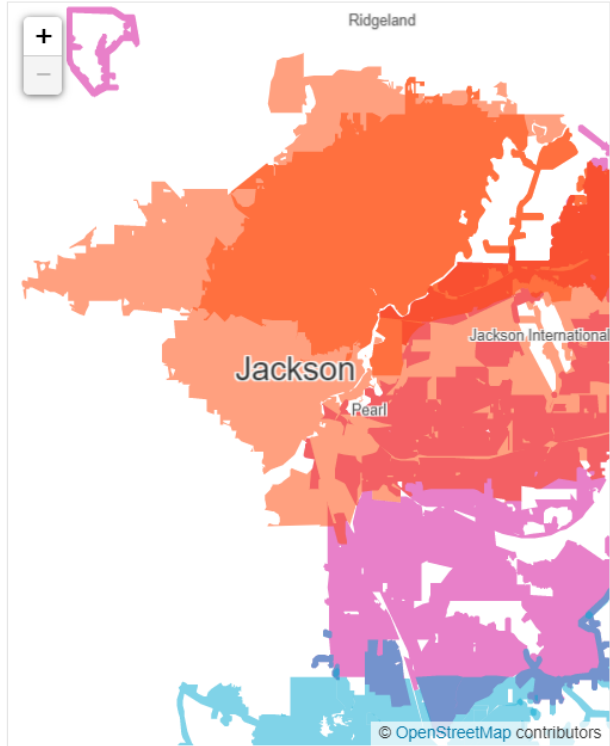 Ridgeland
+
−
Jackson International
Jackson
Pearl
© OpenStreetMap contributors